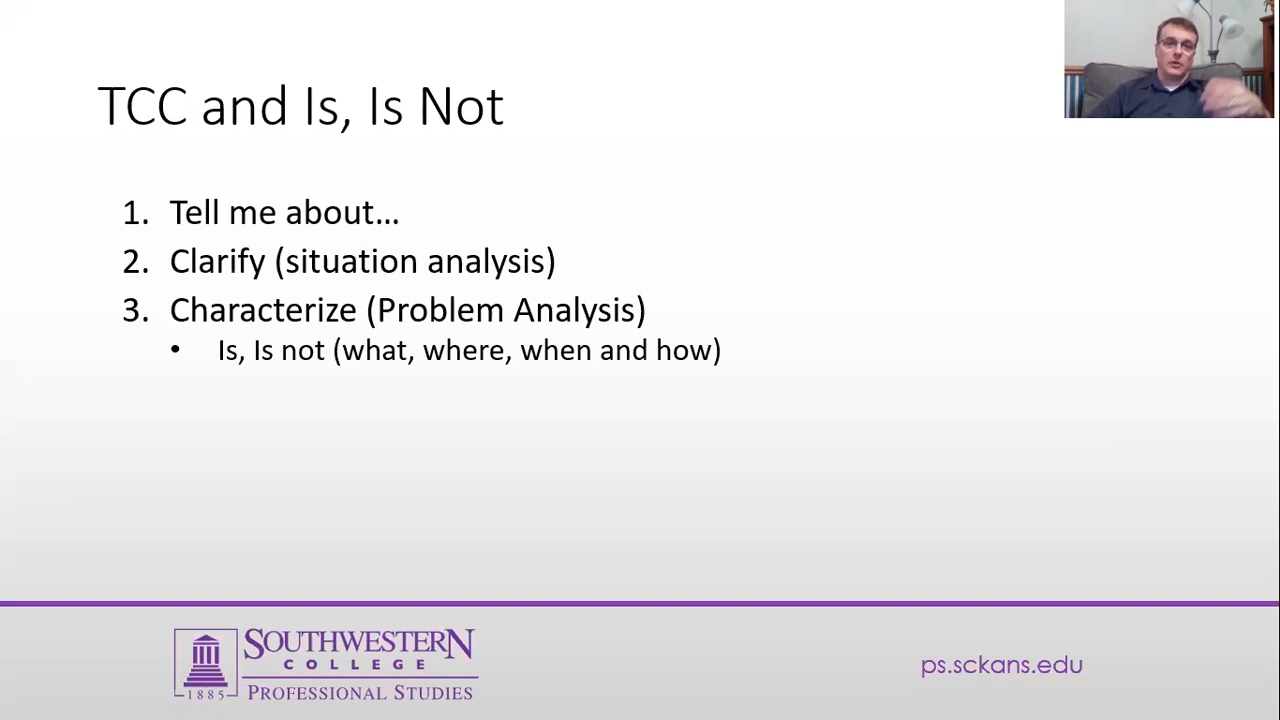 TCC and Is, Is Not
1. Tell me about…
2. Clarify (situation analysis)
3. Characterize (Problem Analysis)
• Is, Is not (what, where, when and how)
SOUTHWESTERN
COLLEGE
1885
PROFESSIONAL STUDIES
ps.sckans.edu